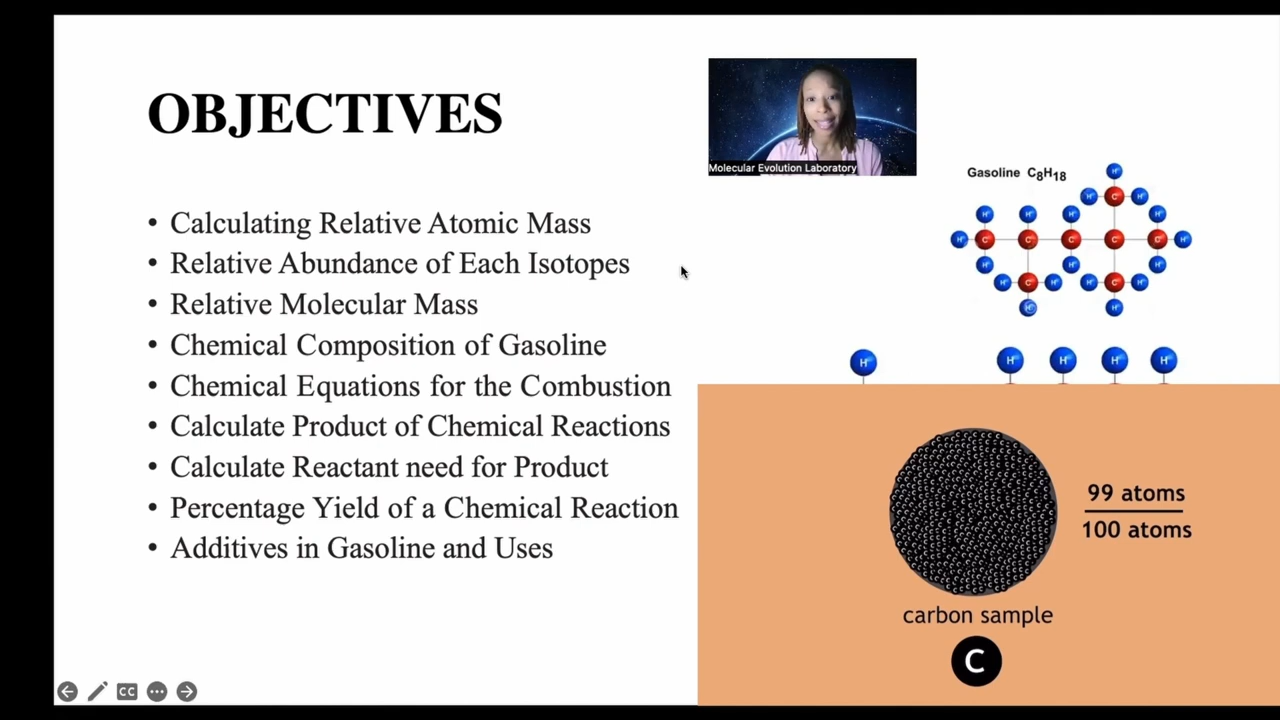 OBJECTIVES
• Calculating Relative Atomic Mass
• Relative Abundance of Each Isotopes
• Relative Molecular Mass
• Chemical Composition of Gasoline
• Chemical Equations for the Combustion
• Calculate Product of Chemical Reactions
• Calculate Reactant need for Product
• Percentage Yield of a Chemical Reaction
• Additives in Gasoline and Uses
Molecular Evolution Laboratory
Gasoline C₈H₁₈
H
H H
C
H H H H
H C C C C C H
H H H
H C H H C H
H H
H H H H H
99 atoms
100 atoms
carbon sample
C
CC